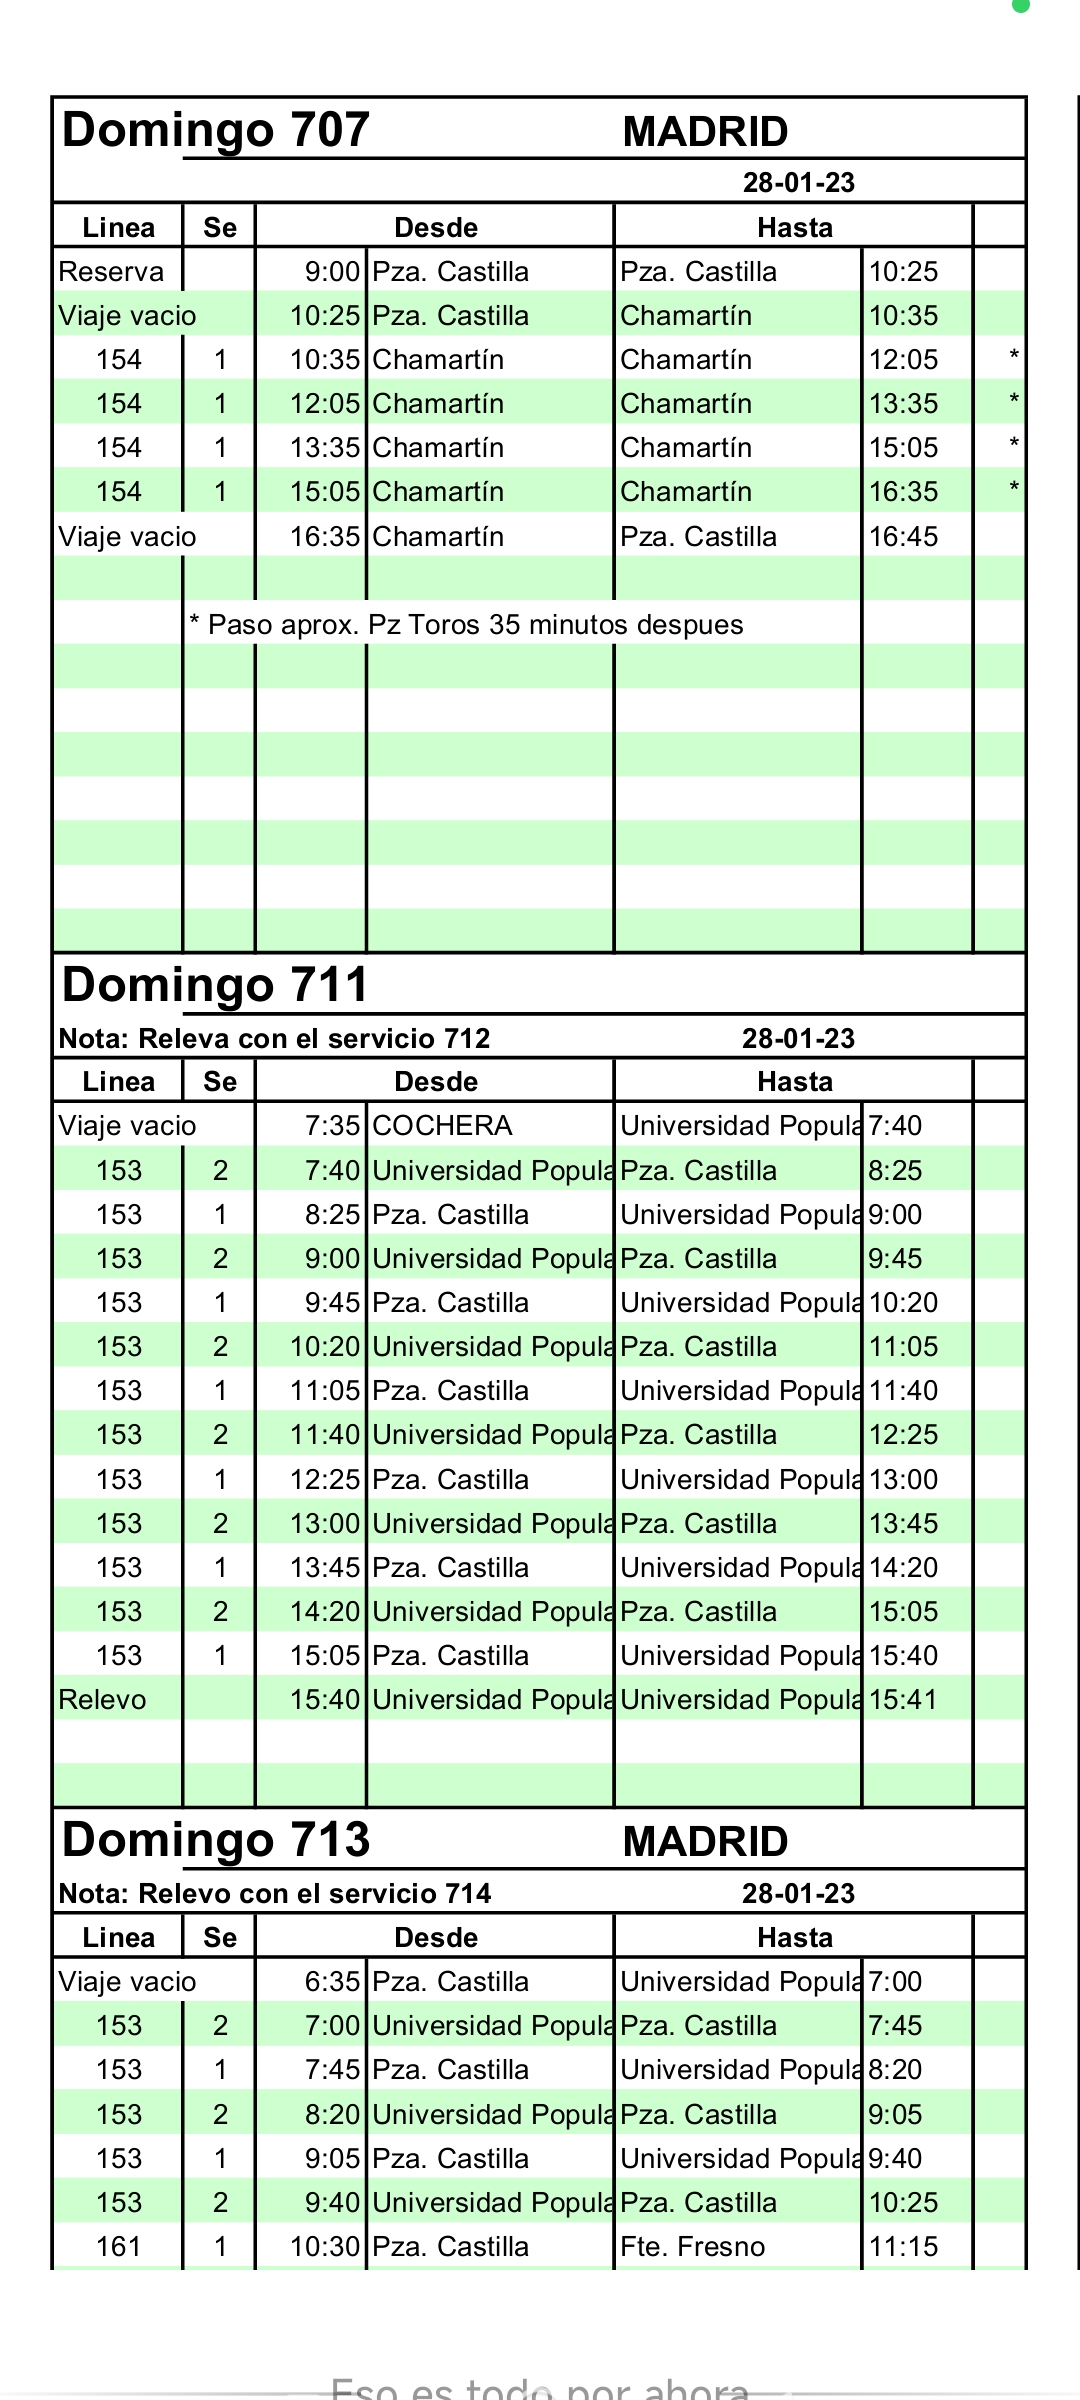 Domingo 707 MADRID
28-01-23
Linea Se Desde Hasta
Reserva 9:00 Pza. Castilla Pza. Castilla 10:25
Viaje vacio 10:25 Pza. Castilla Chamartín 10:35
154 1 10:35 Chamartín Chamartín 12:05 *
154 1 12:05 Chamartín Chamartín 13:35 *
154 1 13:35 Chamartín Chamartín 15:05 *
154 1 15:05 Chamartín Chamartín 16:35 *
Viaje vacio 16:35 Chamartín Pza. Castilla 16:45
* Paso aprox. Pz Toros 35 minutos despues
Domingo 711
Nota: Releva con el servicio 712 28-01-23
Linea Se Desde Hasta
Viaje vacio 7:35 COCHERA Universidad Popula 7:40
153 2 7:40 Universidad Popula Pza. Castilla 8:25
153 1 8:25 Pza. Castilla Universidad Popula 9:00
153 2 9:00 Universidad Popula Pza. Castilla 9:45
153 1 9:45 Pza. Castilla Universidad Popula 10:20
153 2 10:20 Universidad Popula Pza. Castilla 11:05
153 1 11:05 Pza. Castilla Universidad Popula 11:40
153 2 11:40 Universidad Popula Pza. Castilla 12:25
153 1 12:25 Pza. Castilla Universidad Popula 13:00
153 2 13:00 Universidad Popula Pza. Castilla 13:45
153 1 13:45 Pza. Castilla Universidad Popula 14:20
153 2 14:20 Universidad Popula Pza. Castilla 15:05
153 1 15:05 Pza. Castilla Universidad Popula 15:40
Relevo 15:40 Universidad Popula Universidad Popula 15:41
Domingo 713 MADRID
Nota: Relevo con el servicio 714 28-01-23
Linea Se Desde Hasta
Viaje vacio 6:35 Pza. Castilla Universidad Popula 7:00
153 2 7:00 Universidad Popula Pza. Castilla 7:45
153 1 7:45 Pza. Castilla Universidad Popula 8:20
153 2 8:20 Universidad Popula Pza. Castilla 9:05
153 1 9:05 Pza. Castilla Universidad Popula 9:40
153 2 9:40 Universidad Popula Pza. Castilla 10:25
161 1 10:30 Pza. Castilla Fte. Fresno 11:15
Eso es todo por ahora